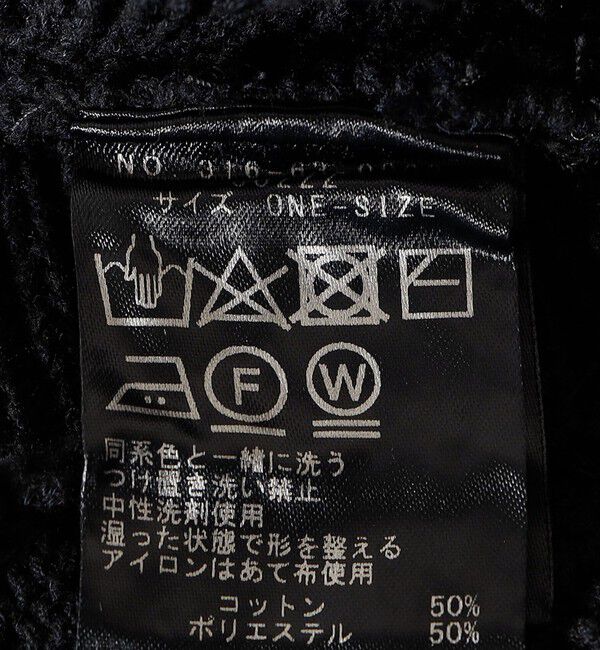 NO 316-622
サイズ ONE-SIZE
F W
同系色と一緒に洗う
つけ置き洗い禁止
中性洗剤使用
湿った状態で形を整える
アイロンはあて布使用
コットン 50%
ポリエステル 50%